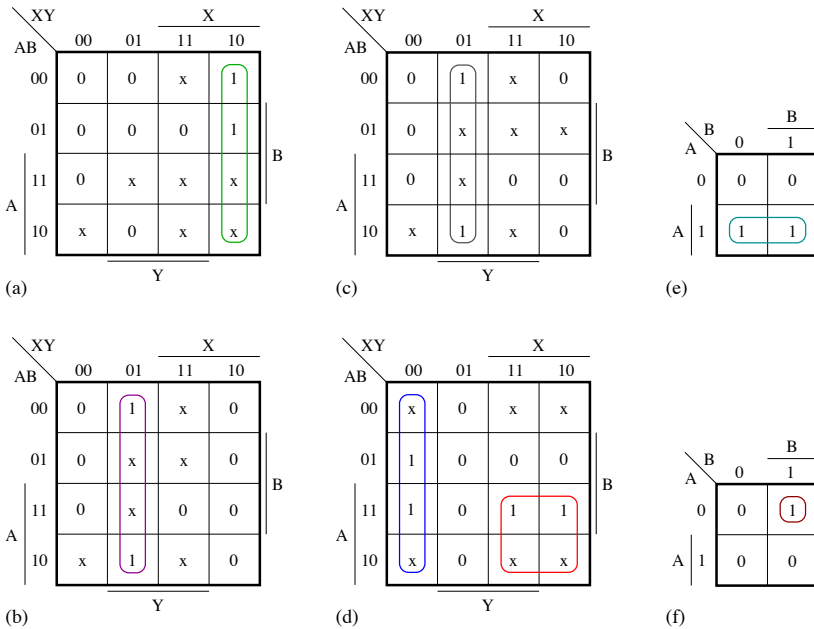 XY X
AB 00 01 11 10
00 0 0 x 1
01 0 0 0 1
11 0 x x x
10 x 0 x x
A
B
Y
(a)
XY X
AB 00 01 11 10
00 0 1 x 0
01 0 x x x
11 0 x 0 0
10 x 1 x 0
A
B
Y
(c)
B B
A 0 1
0 0 0
A 1 1 1
(e)
XY X
AB 00 01 11 10
00 0 1 x 0
01 0 x x 0
11 0 x 0 0
10 x 1 x 0
A
B
Y
(b)
XY X
AB 00 01 11 10
00 x 0 x x
01 1 0 0 0
11 1 0 1 1
10 x 0 x x
A
B
Y
(d)
B B
A 0 1
0 0 1
A 1 0 0
(f)